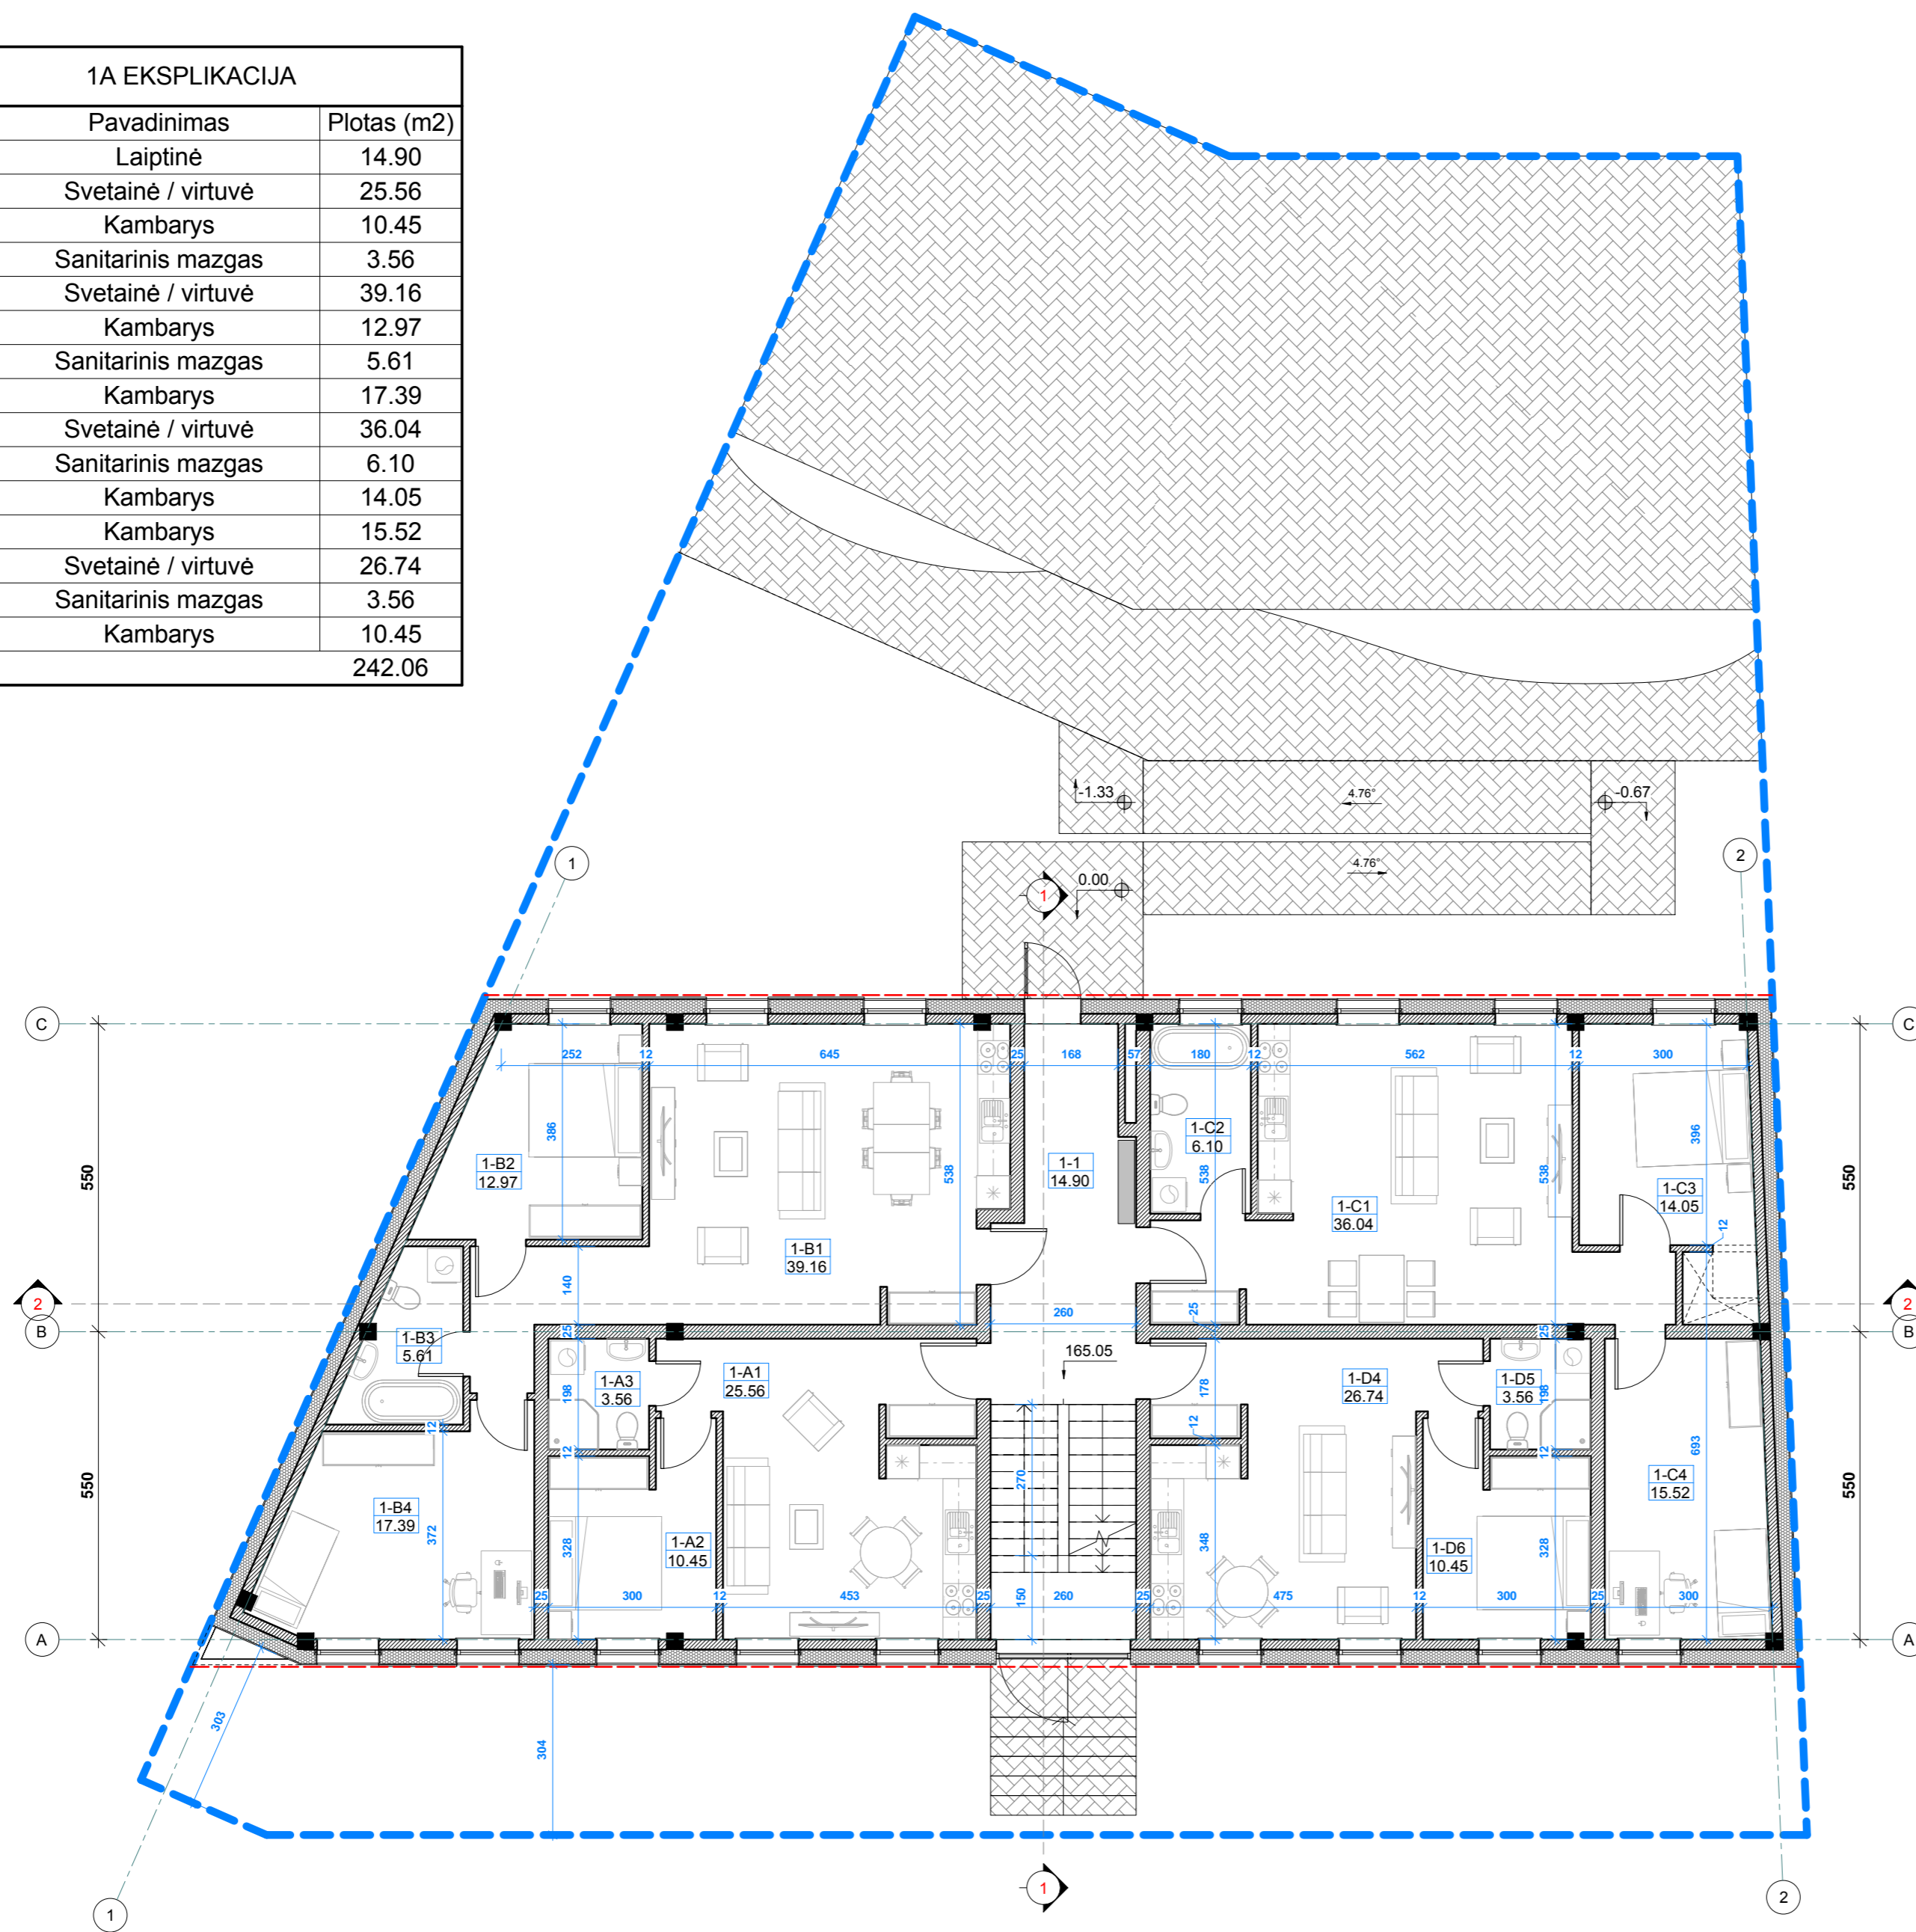 1A EKSPLIKACIJA
Pavadinimas Plotas (m2)
Laiptinė 14.90
Svetainė / virtuvė 25.56
Kambarys 10.45
Sanitarinis mazgas 3.56
Svetainė / virtuvė 39.16
Kambarys 12.97
Sanitarinis mazgas 5.61
Kambarys 17.39
Svetainė / virtuvė 36.04
Sanitarinis mazgas 6.10
Kambarys 14.05
Kambarys 15.52
Svetainė / virtuvė 26.74
Sanitarinis mazgas 3.56
Kambarys 10.45
242.06
-1.33
4.76°
-0.67
1
2
4.76°
1
0.00
C
C
252
12
645
25
168
57
180
12
562
12
300
386
538
538
538
396
550
550
1-B2
12.97
1-1
14.90
1-C2
6.10
1-C1
36.04
1-C3
14.05
12
1-B1
39.16
140
2
2
260
25
B
B
25
25
1-B3
5.61
165.05
1-A3
3.56
1-A1
25.56
1-D4
26.74
1-D5
3.56
198
178
198
12
12
12
12
550
550
270
693
1-B4
17.39
1-C4
15.52
372
328
1-A2
10.45
348
1-D6
10.45
328
25
300
12
453
25
150
260
25
475
12
300
25
300
A
A
303
304
1
1
2